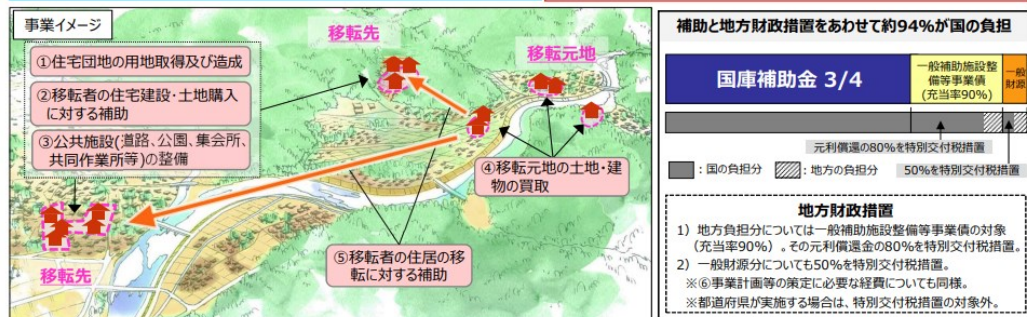 事業イメージ
移転先
移転元地
①住宅団地の用地取得及び造成
②移転者の住宅建設・土地購入
に対する補助
③公共施設(道路、公園、集会所、
共同作業所等)の整備
④移転元地の土地・建
物の買取
⑤移転者の住居の移
転に対する補助
移転先
補助と地方財政措置をあわせて約94%が国の負担
国庫補助金 3/4
一般補助施設整
備等事業債
(充当率90%)
一般
財源
元利償還の80%を特別交付税措置
:国の負担分
:地方の負担分
50%を特別交付税措置
地方財政措置
1) 地方負担分については一般補助施設整備等事業債の対象
(充当率90%) 。その元利償還金の80%を特別交付税措置。
2) 一般財源分についても50%を特別交付税措置。
※⑥事業計画等の策定に必要な経費についても同様。
※都道府県が実施する場合は、特別交付税措置の対象外。